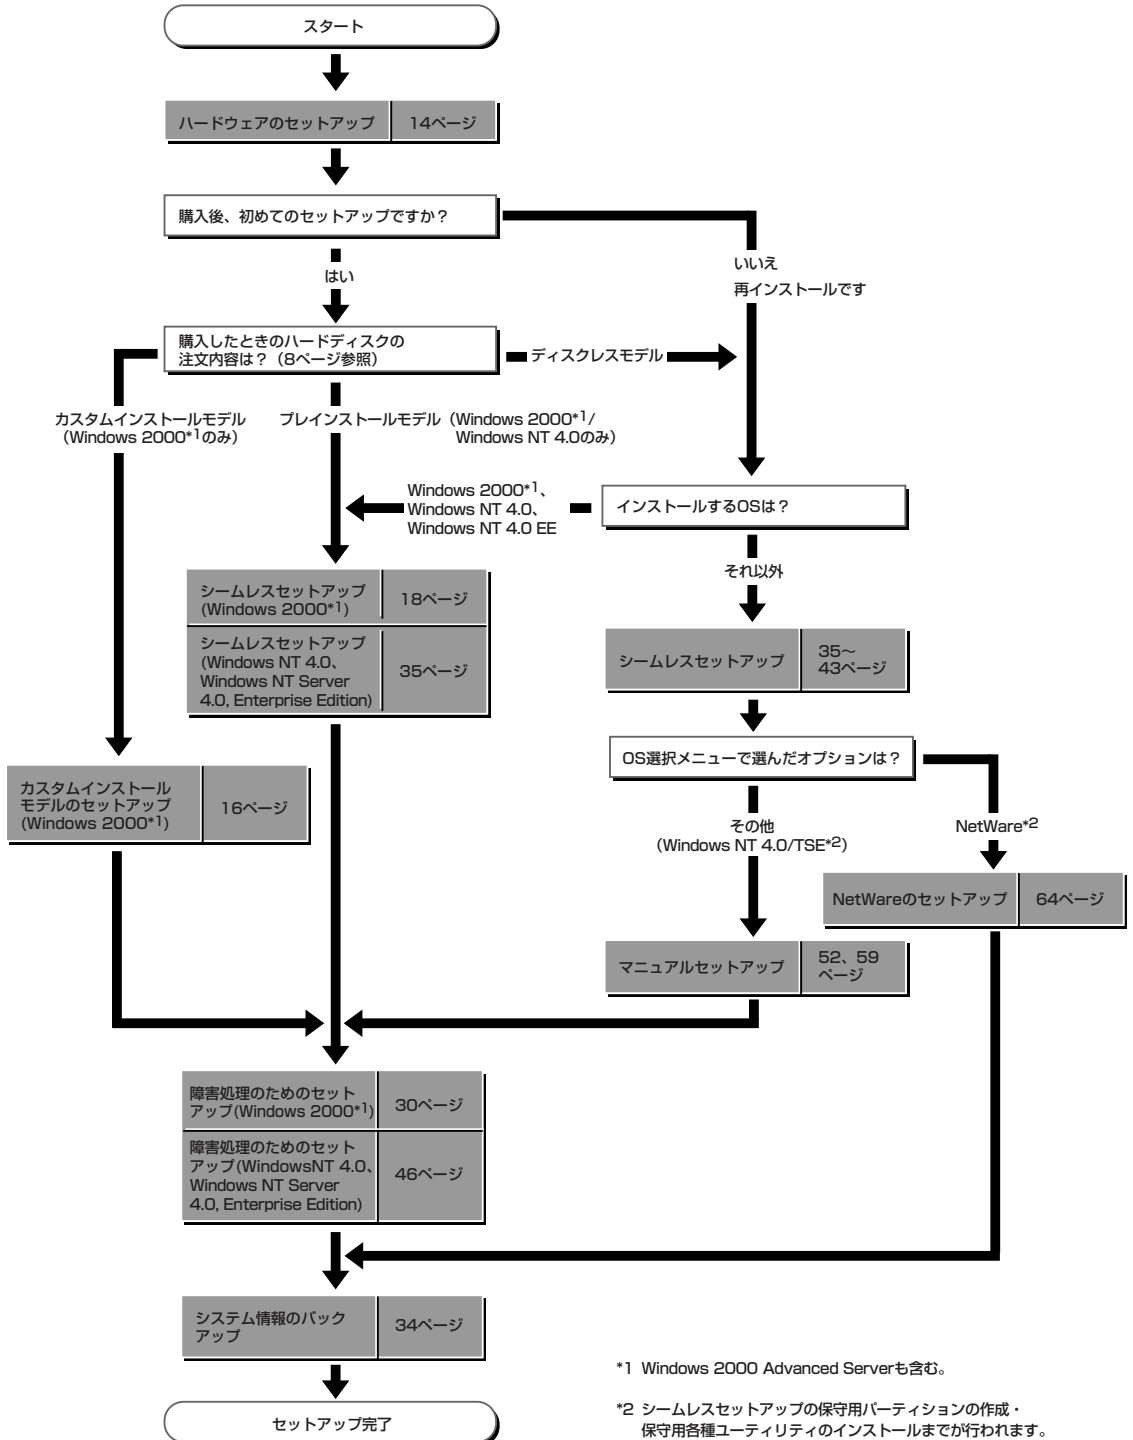 スタート
ハードウェアのセットアップ 14ページ
購入後、初めてのセットアップですか？
はい
いいえ
再インストールです
購入したときのハードディスクの
注文内容は？（8ページ参照）
ディスクレスモデル
カスタムインストールモデル
（Windows 2000*1のみ）
プレインストールモデル（Windows 2000*1/
Windows NT 4.0のみ）
Windows 2000*1、
Windows NT 4.0、
Windows NT 4.0 EE
インストールするOSは？
それ以外
シームレスセットアップ
(Windows 2000*1)
18ページ
シームレスセットアップ
(Windows NT 4.0、
Windows NT Server
4.0, Enterprise Edition)
35ページ
シームレスセットアップ
35～
43ページ
OS選択メニューで選んだオプションは？
カスタムインストール
モデルのセットアップ
(Windows 2000*1)
16ページ
その他
（Windows NT 4.0/TSE*2）
NetWare*2
NetWareのセットアップ 64ページ
マニュアルセットアップ
52、59
ページ
障害処理のためのセット
アップ(Windows 2000*1)
30ページ
障害処理のためのセット
アップ(WindowsNT 4.0、
Windows NT Server
4.0, Enterprise Edition)
46ページ
システム情報のバック
アップ
34ページ
セットアップ完了
*1 Windows 2000 Advanced Serverも含む。
*2 シームレスセットアップの保守用パーティションの作成・
保守用各種ユーティリティのインストールまでが行われます。